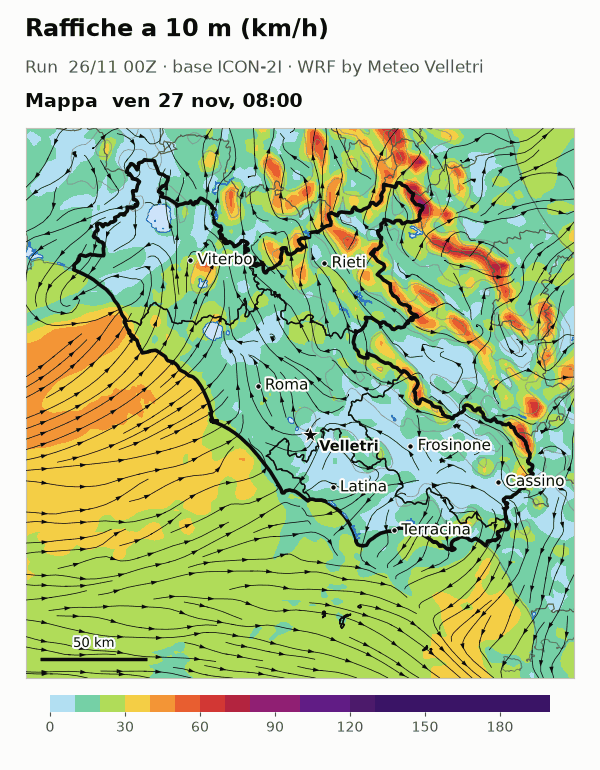 Raffiche a 10 m (km/h)
Run  26/11 00Z · base ICON-2I · WRF by Meteo Velletri
Mappa  ven 27 nov, 08:00
Viterbo
Rieti
Roma
Velletri
Frosinone
Cassino
Latina
Terracina
50 km
0 30 60 90 120 150 180